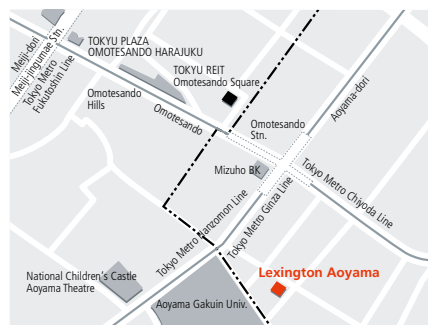 Meiji-dori
Meiji-jingumae Stn.
Tokyo Metro
Fukutoshin Line
TOKYU PLAZA
OMOTESANDO HARAJUKU
TOKYU REIT
Omotesando Square
Omotesando
Hills
Omotesando
Aoyama-dori
Omotesando
Stn.
Mizuho BK
Tokyo Metro Chiyoda Line
Tokyo Metro Hanzomon Line
Tokyo Metro Ginza Line
National Children's Castle
Aoyama Theatre
Lexington Aoyama
Aoyama Gakuin Univ.